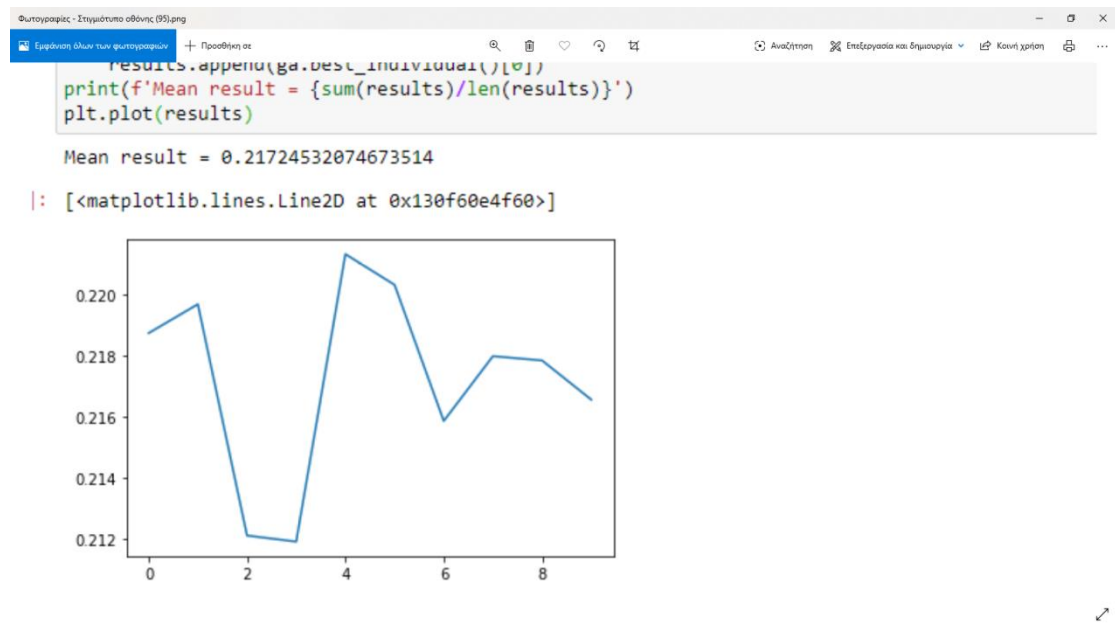 Φωτογραφίες - Στιγμιότυπο οθόνης (95).png
Εμφάνιση όλων των φωτογραφιών + Προσθήκη σε Αναζήτηση Επεξεργασία και δημιουργία Κοινή χρήση
results.append(ga.best_individual()[0])
print(f'Mean result = {sum(results)/len(results)}')
plt.plot(results)
Mean result = 0.21724532074673514
]: [<matplotlib.lines.Line2D at 0x130f60e4f60>]
0.220
0.218
0.216
0.214
0.212
0 2 4 6 8